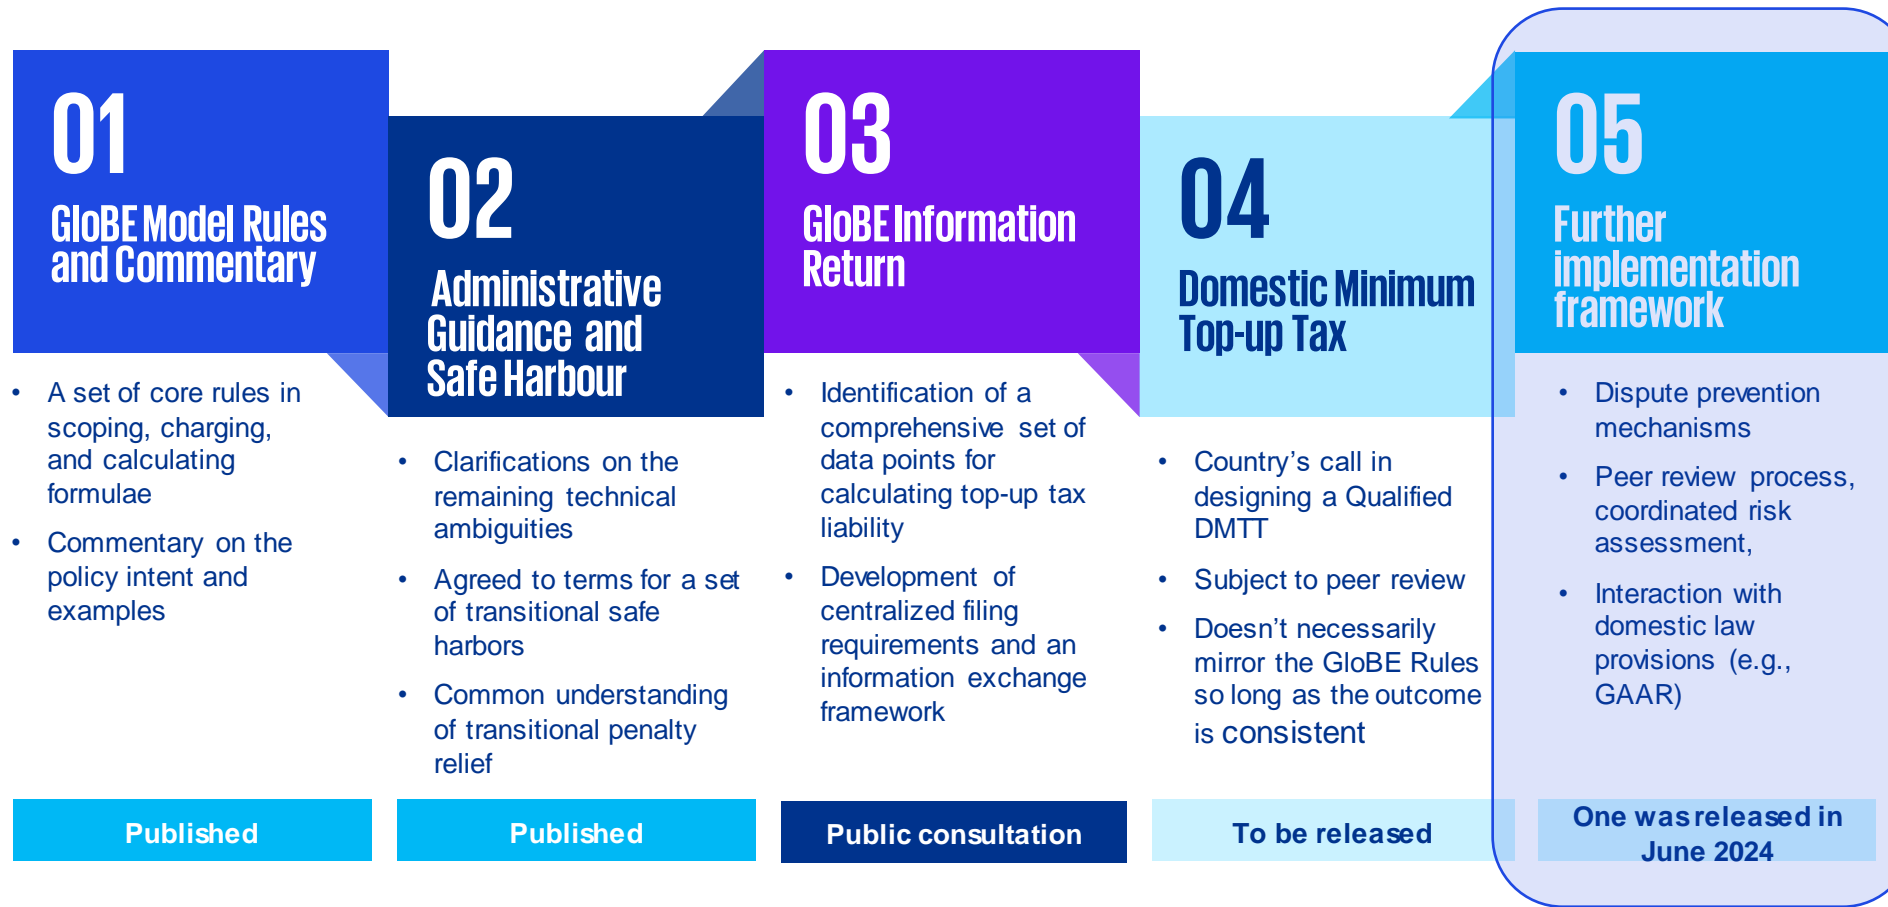 01
GloBE Model Rules
and Commentary
• A set of core rules in
scoping, charging,
and calculating
formulae
• Commentary on the
policy intent and
examples
Published
02
Administrative
Guidance and
Safe Harbour
• Clarifications on the
remaining technical
ambiguities
• Agreed to terms for a set
of transitional safe
harbors
• Common understanding
of transitional penalty
relief
Published
03
GloBE Information
Return
• Identification of a
comprehensive set of
data points for
calculating top-up tax
liability
• Development of
centralized filing
requirements and an
information exchange
framework
Public consultation
04
Domestic Minimum
Top-up Tax
• Country's call in
designing a Qualified
DMTT
• Subject to peer review
• Doesn't necessarily
mirror the GloBE Rules
so long as the outcome
is consistent
To be released
05
Further
implementation
framework
• Dispute prevention
mechanisms
• Peer review process,
coordinated risk
assessment,
• Interaction with
domestic law
provisions (e.g.,
GAAR)
One was released in
June 2024